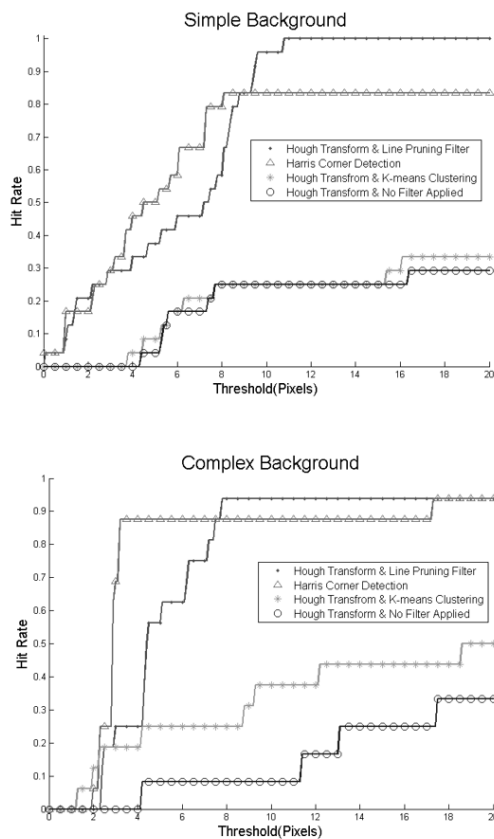 Simple Background
1
0.9
0.8
0.7
0.6
0.5
0.4
0.3
0.2
0.1
0
Hit Rate
Hough Transform & Line Pruning Filter
Harris Corner Detection
Hough Transfrom & K-means Clustering
Hough Transform & No Filter Applied
0 2 4 6 8 10 12 14 16 18 20
Threshold(Pixels)
Complex Background
1
0.9
0.8
0.7
0.6
0.5
0.4
0.3
0.2
0.1
0
Hit Rate
Hough Transform & Line Pruning Filter
Harris Corner Detection
Hough Transfrom & K-means Clustering
Hough Transform & No Filter Applied
0 2 4 6 8 10 12 14 16 18 20
Threshold(Pixels)